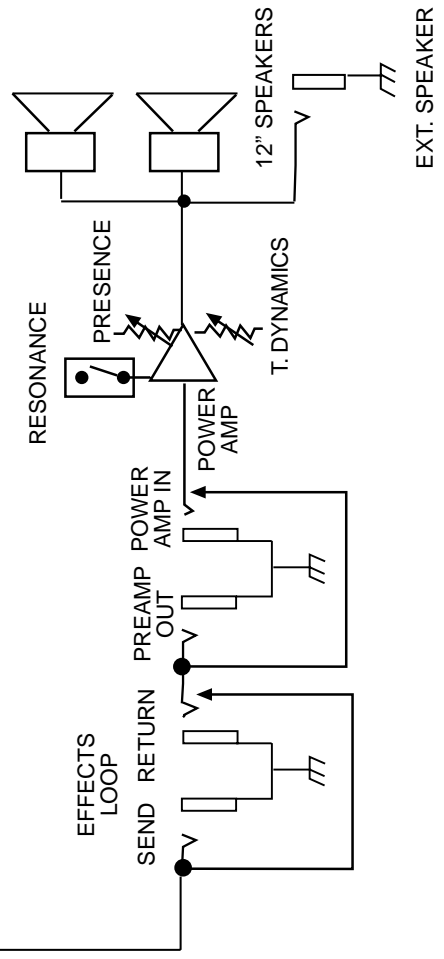 EFFECTS
LOOP
SEND
RETURN
PREAMP
OUT
POWER
AMP IN
POWER
AMP
RESONANCE
PRESENCE
T. DYNAMICS
12” SPEAKERS
EXT. SPEAKER